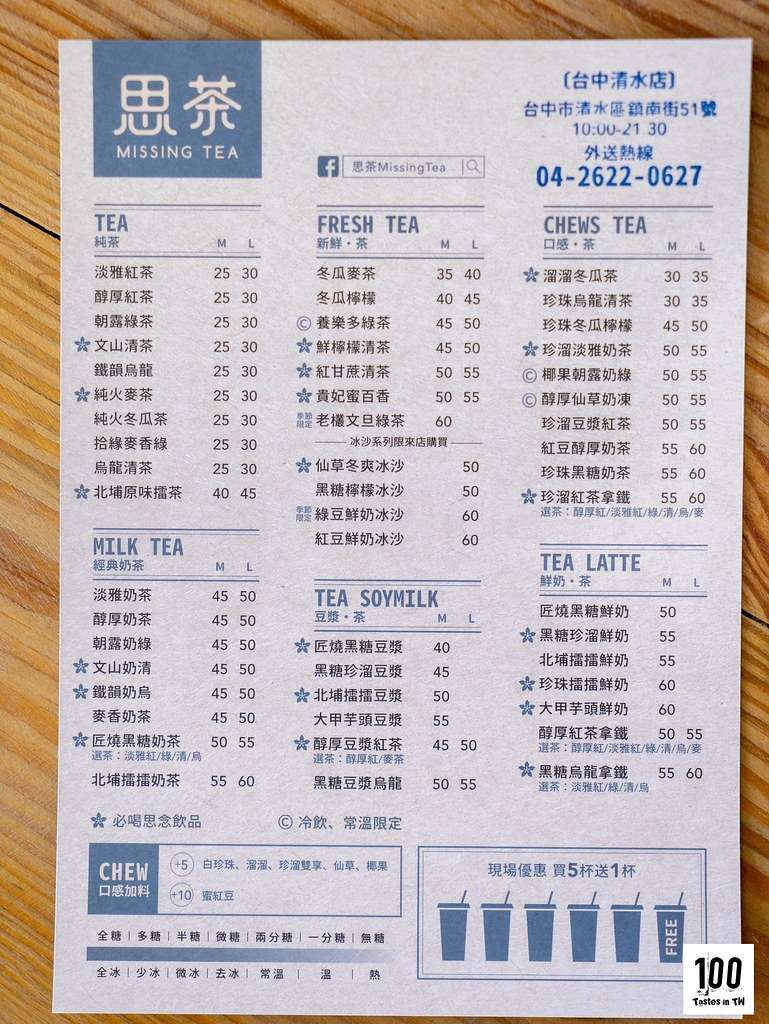 思茶
MISSING TEA
思茶MissingTea
〔台中清水店〕
台中市清水區鎮南街51號
10:00-21.30
外送熱線
04-2622-0627
TEA
純茶 M L
淡雅紅茶 25 30
醇厚紅茶 25 30
朝露綠茶 25 30
文山清茶 25 30
鐵韻烏龍 25 30
純火麥茶 25 30
純火冬瓜茶 25 30
拾緣麥香綠 25 30
烏龍清茶 25 30
北埔原味擂茶 40 45
MILK TEA
經典奶茶 M L
淡雅奶茶 45 50
醇厚奶茶 45 50
朝露奶綠 45 50
文山奶清 45 50
鐵韻奶烏 45 50
麥香奶茶 45 50
匠燒黑糖奶茶 50 55
選茶：淡雅紅/綠/清/烏
北埔擂擂奶茶 55 60
FRESH TEA
新鮮・茶 M L
冬瓜麥茶 35 40
冬瓜檸檬 40 45
Ⓒ 養樂多綠茶 45 50
鮮檸檬清茶 45 50
紅甘蔗清茶 50 55
貴妃蜜百香 50 55
季節限定 老欉文旦綠茶 60
冰沙系列限來店購買
仙草冬爽冰沙 50
黑糖檸檬冰沙 50
季節限定 綠豆鮮奶冰沙 60
紅豆鮮奶冰沙 60
TEA SOYMILK
豆漿・茶 M L
匠燒黑糖豆漿 40
黑糖珍溜豆漿 45
北埔擂擂豆漿 50
大甲芋頭豆漿 55
醇厚豆漿紅茶 45 50
選茶：醇厚紅/麥茶
黑糖豆漿烏龍 50 55
CHEWS TEA
口感・茶 M L
溜溜冬瓜茶 30 35
珍珠烏龍清茶 30 35
珍珠冬瓜檸檬 45 50
珍溜淡雅奶茶 50 55
Ⓒ 椰果朝露奶綠 50 55
Ⓒ 醇厚仙草奶凍 50 55
珍溜豆漿紅茶 50 55
紅豆醇厚奶茶 55 60
珍珠黑糖奶茶 55 60
珍溜紅茶拿鐵 55 60
選茶：醇厚紅/淡雅紅/綠/清/烏/麥
TEA LATTE
鮮奶・茶 M L
匠燒黑糖鮮奶 50
黑糖珍溜鮮奶 55
北埔擂擂鮮奶 55
珍珠擂擂鮮奶 60
大甲芋頭鮮奶 60
醇厚紅茶拿鐵 50 55
選茶：醇厚紅/淡雅紅/綠/清/烏/麥
黑糖烏龍拿鐵 55 60
選茶：淡雅紅/綠/清/烏
必喝思念飲品
Ⓒ 冷飲、常溫限定
CHEW
口感加料
+5 白珍珠、溜溜、珍溜雙享、仙草、椰果
+10 蜜紅豆
全糖 | 多糖 | 半糖 | 微糖 | 兩分糖 | 一分糖 | 無糖
全冰 | 少冰 | 微冰 | 去冰 | 常溫 | 溫 | 熱
現場優惠 買5杯送1杯
FREE
100
Tastes in TW